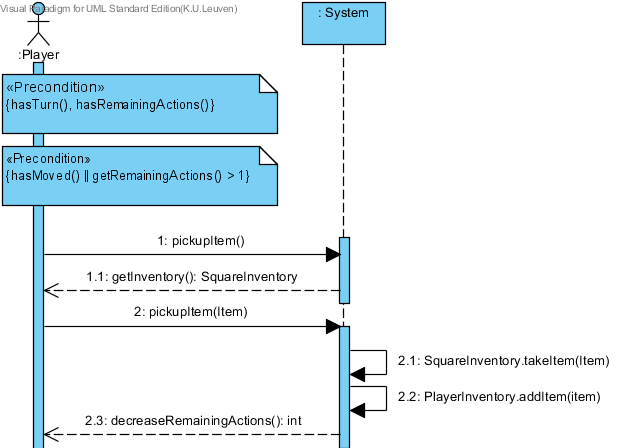 Visual Paradigm for UML Standard Edition(K.U.Leuven)
: System
:Player
«Precondition»
{hasTurn(), hasRemainingActions()}
«Precondition»
{hasMoved() || getRemainingActions() > 1}
1: pickupItem()
1.1: getInventory(): SquareInventory
2: pickupItem(Item)
2.1: SquareInventory.takeItem(Item)
2.2: PlayerInventory.addItem(item)
2.3: decreaseRemainingActions(): int